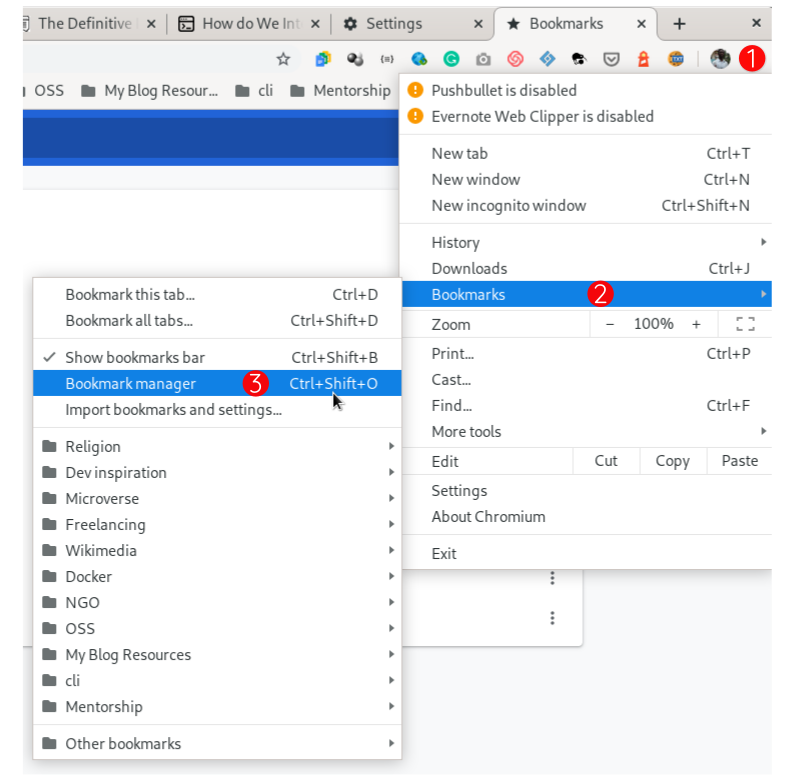 The Definitive
How do We Int
Settings
Bookmarks
1
OSS
My Blog Resour...
cli
Mentorship
Pushbullet is disabled
Evernote Web Clipper is disabled
New tab Ctrl+T
New window Ctrl+N
New incognito window Ctrl+Shift+N
History
Downloads Ctrl+J
Bookmarks 2
Zoom - 100% +
Print... Ctrl+P
Cast...
Find... Ctrl+F
More tools
Edit Cut Copy Paste
Settings
About Chromium
Exit
Bookmark this tab... Ctrl+D
Bookmark all tabs... Ctrl+Shift+D
Show bookmarks bar Ctrl+Shift+B
Bookmark manager 3 Ctrl+Shift+O
Import bookmarks and settings...
Religion
Dev inspiration
Microverse
Freelancing
Wikimedia
Docker
NGO
OSS
My Blog Resources
cli
Mentorship
Other bookmarks